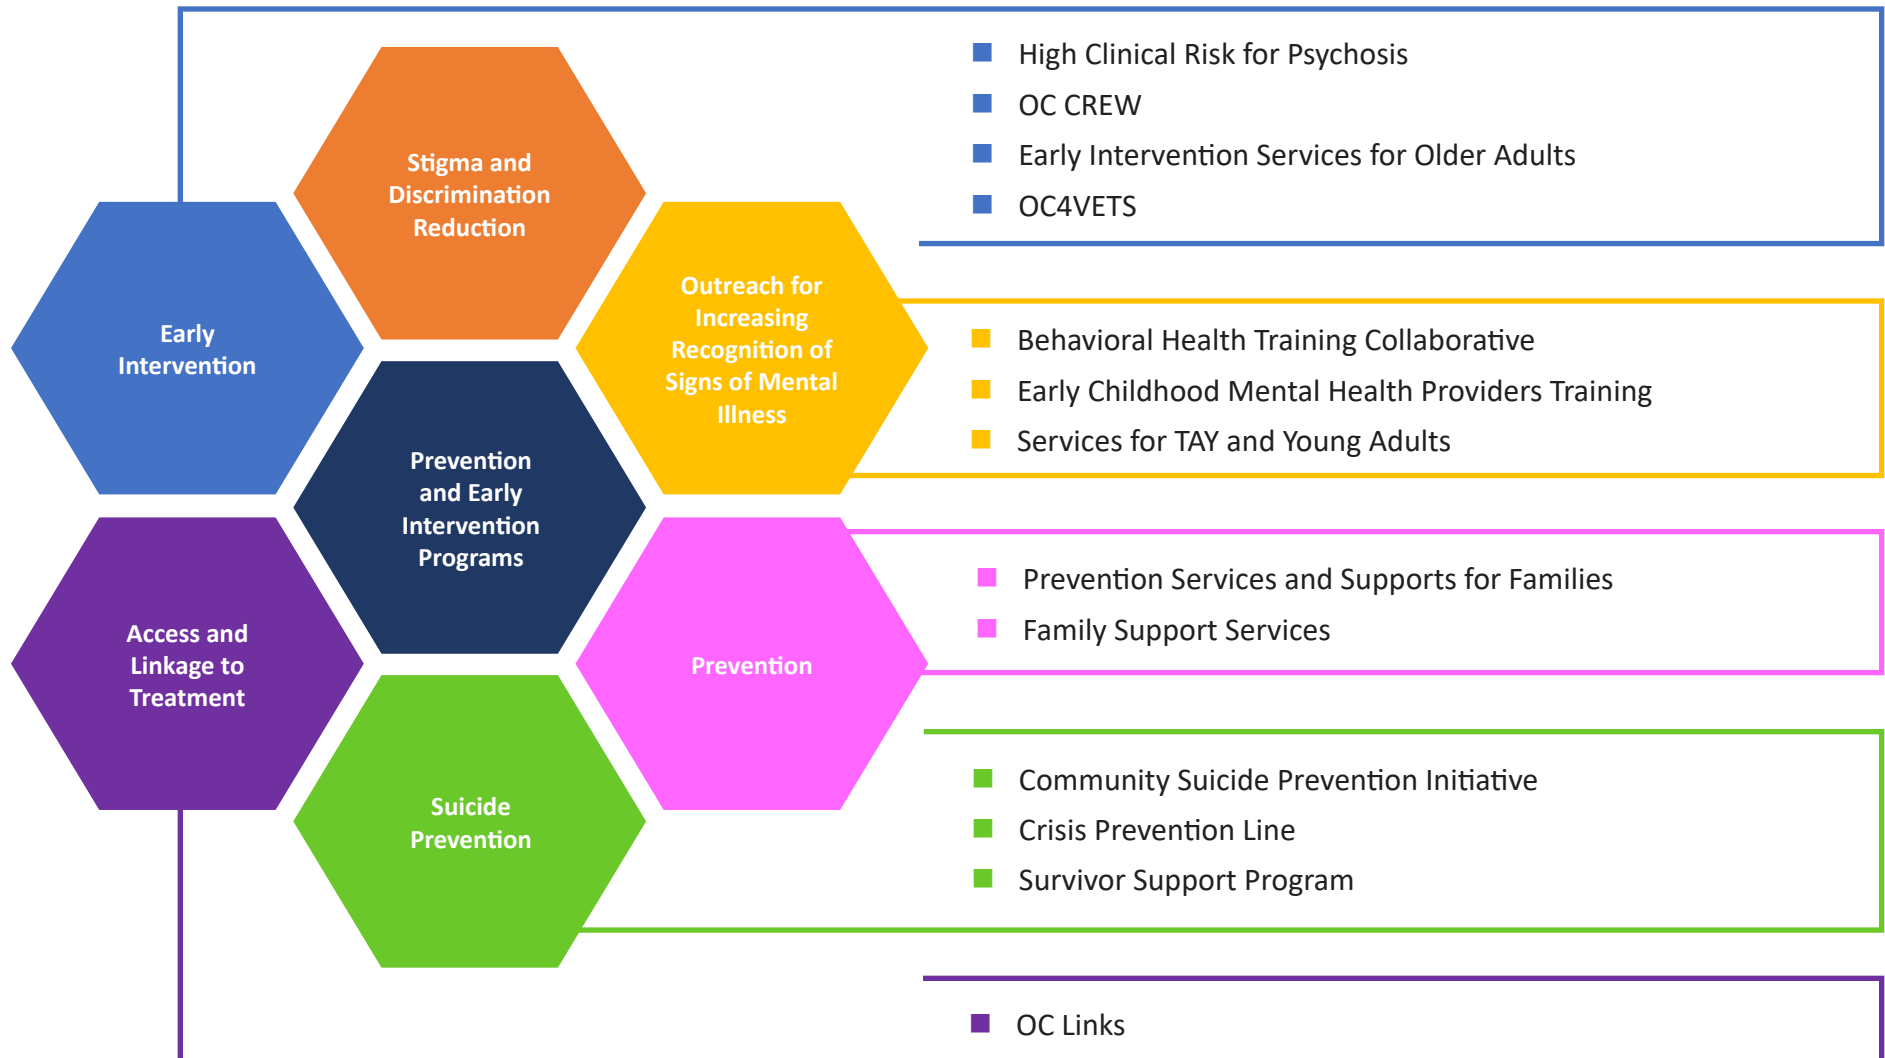 Stigma and
Discrimination
Reduction
Early
Intervention
Outreach for
Increasing
Recognition of
Signs of Mental
Illness
Prevention
and Early
Intervention
Programs
Access and
Linkage to
Treatment
Prevention
Suicide
Prevention
High Clinical Risk for Psychosis
OC CREW
Early Intervention Services for Older Adults
OC4VETS
Behavioral Health Training Collaborative
Early Childhood Mental Health Providers Training
Services for TAY and Young Adults
Prevention Services and Supports for Families
Family Support Services
Community Suicide Prevention Initiative
Crisis Prevention Line
Survivor Support Program
OC Links